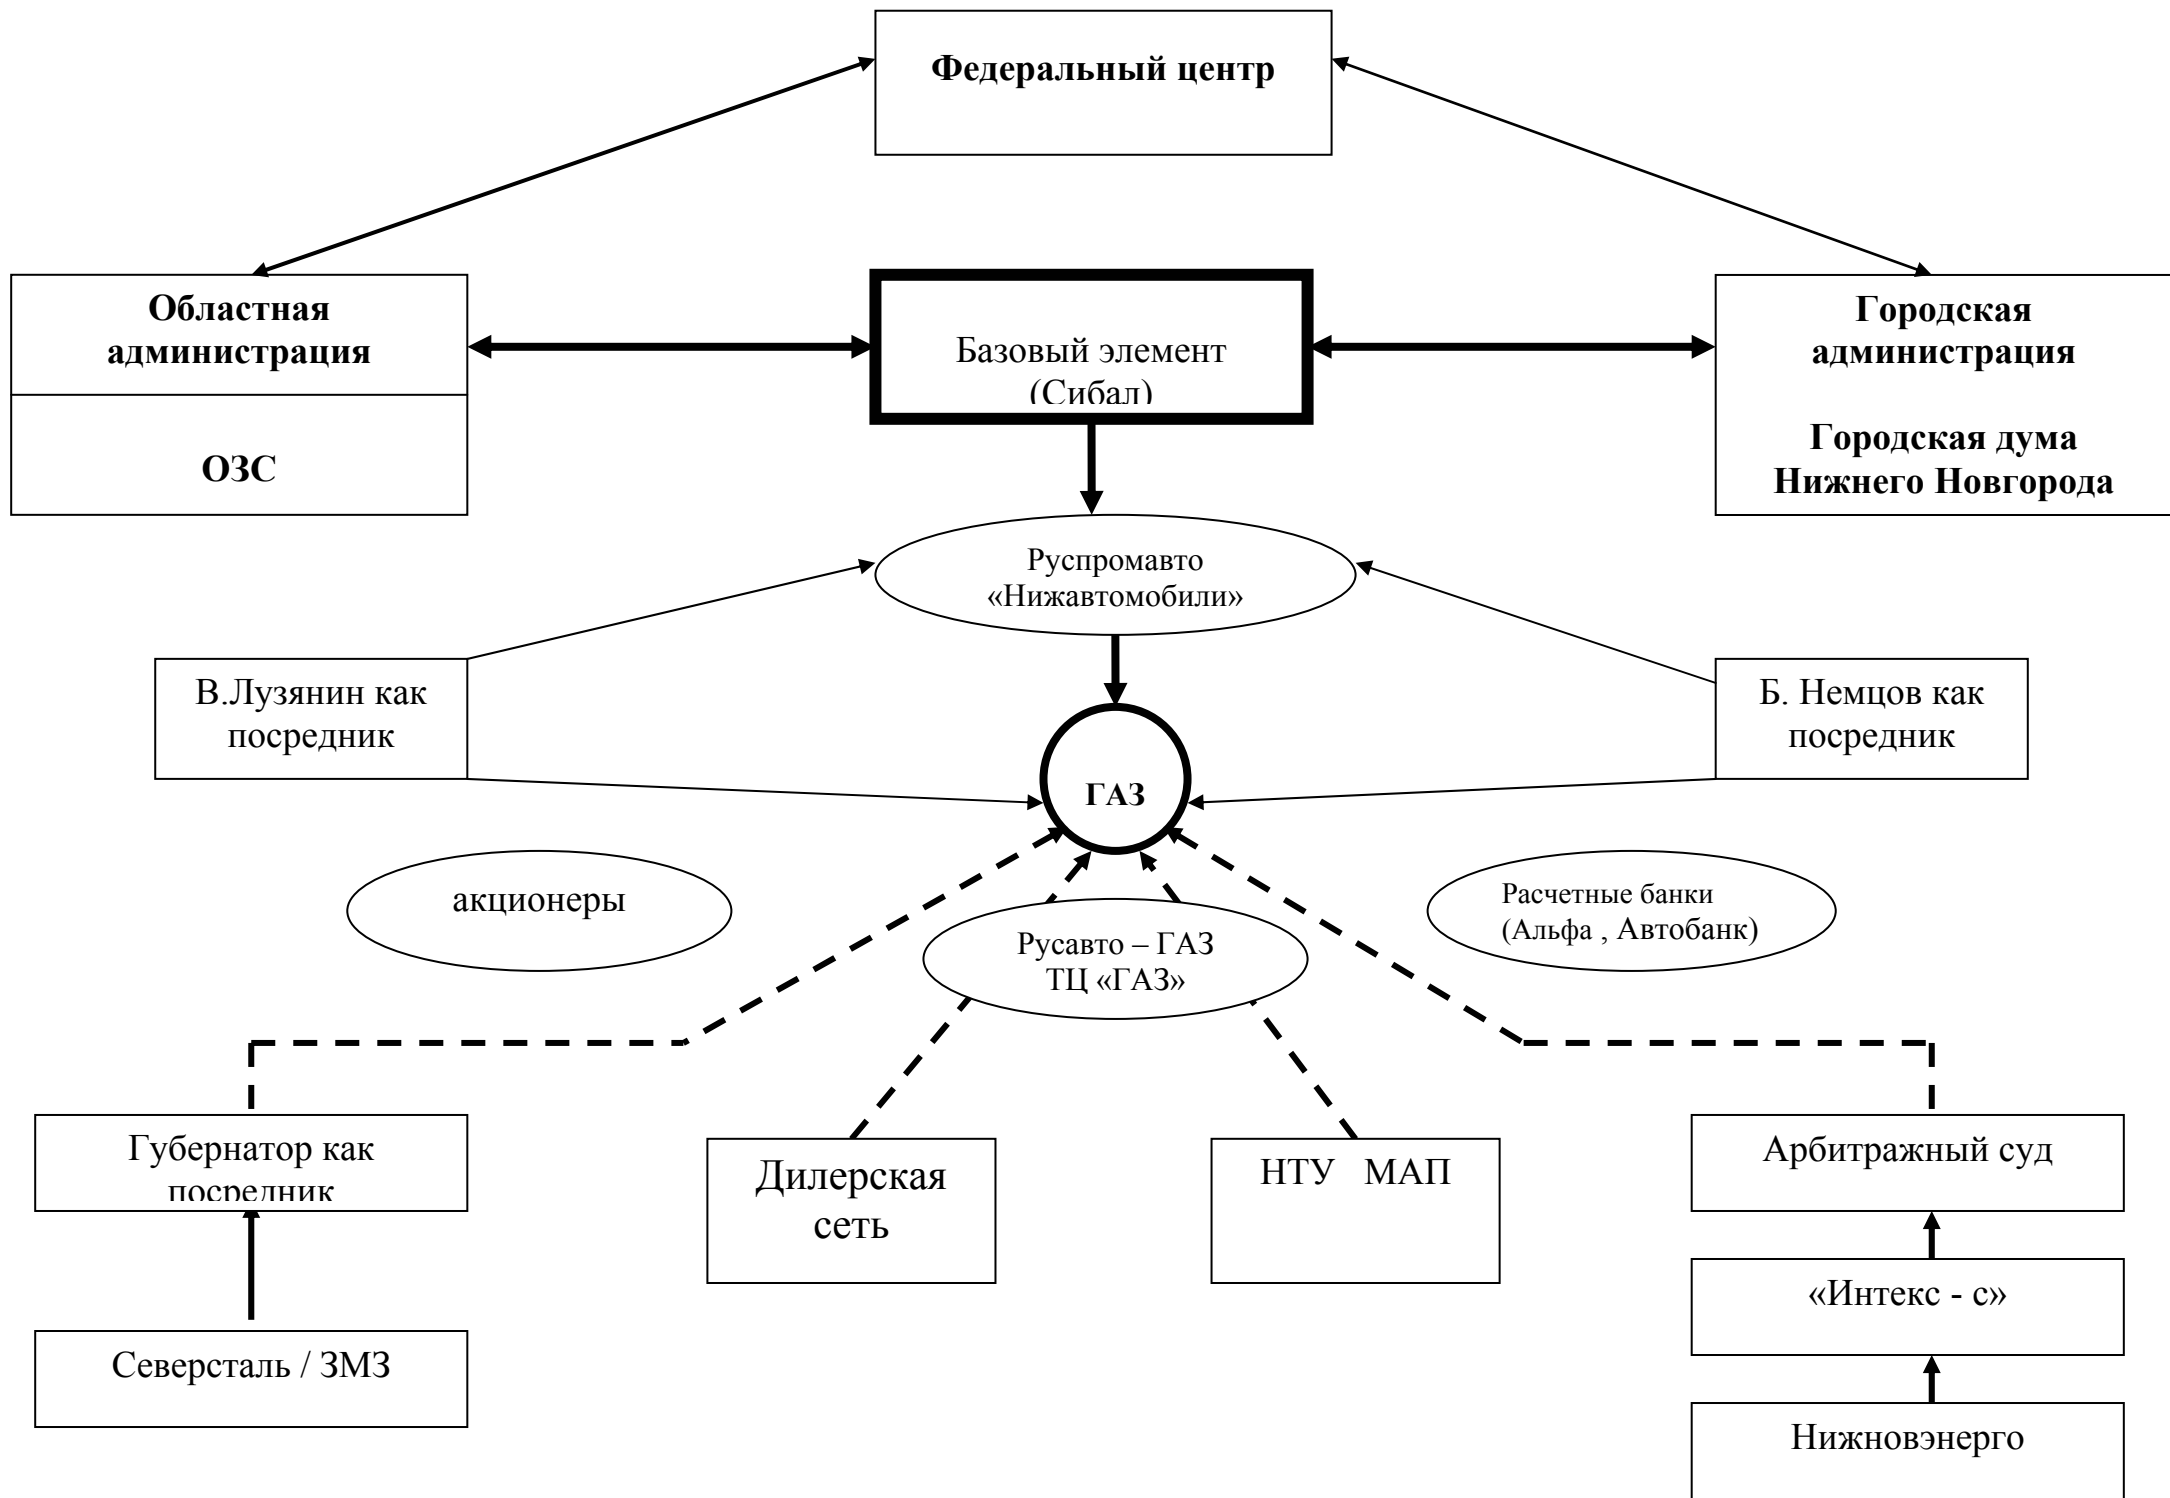 Федеральный центр
Областная
администрация
ОЗС
Базовый элемент
(Сибал)
Городская
администрация
Городская дума
Нижнего Новгорода
Руспромавто
«Нижавтомобили»
В.Лузянин как
посредник
Б. Немцов как
посредник
ГАЗ
акционеры
Русавто – ГАЗ
ТЦ «ГАЗ»
Расчетные банки
(Альфа , Автобанк)
Губернатор как
посредник
Дилерская
сеть
НТУ МАП
Арбитражный суд
«Интекс - с»
Северсталь / ЗМЗ
Нижновэнерго